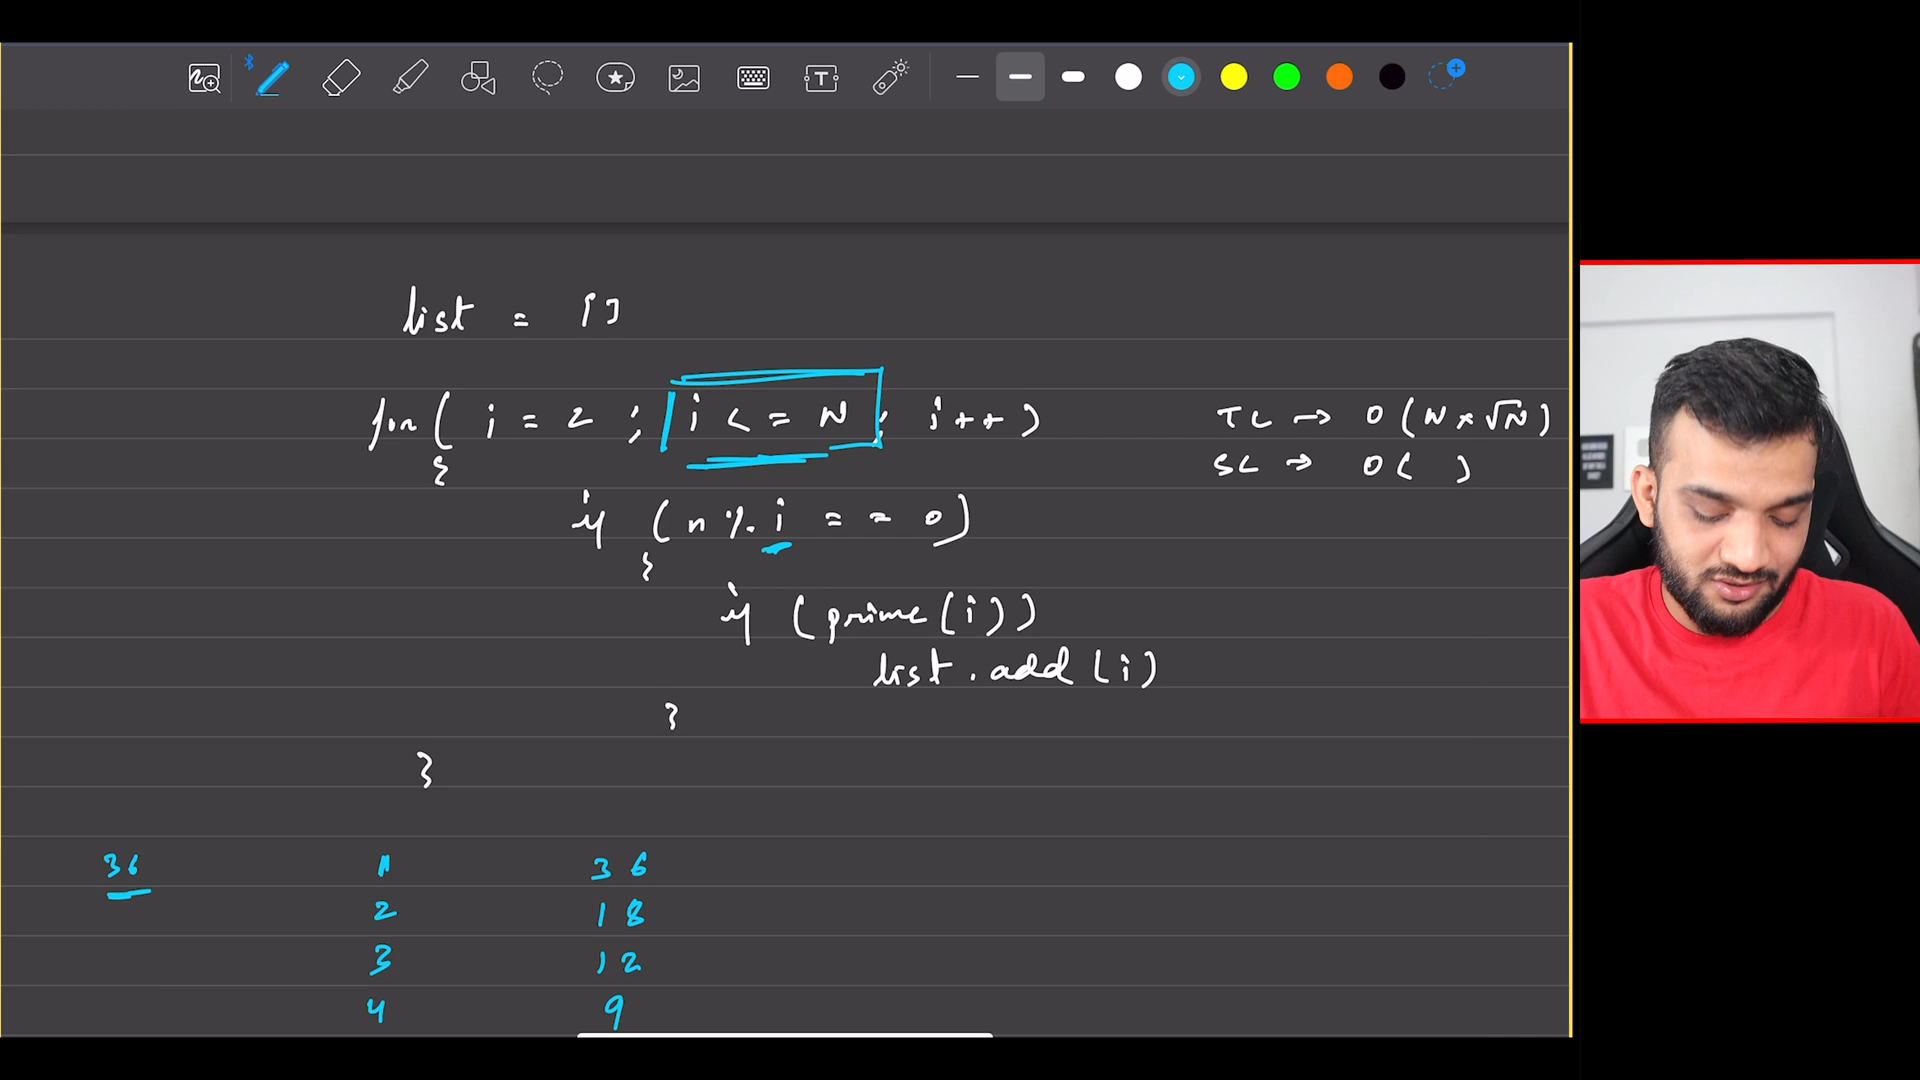 list = []
for( i = 2 ; i <= N ; i++ )
TC → O(N×√N)
{
SC → O( )
if (n % i == 0)
{
if (prime(i))
list.add(i)
}
}
36 1 36
2 18
3 12
4 9